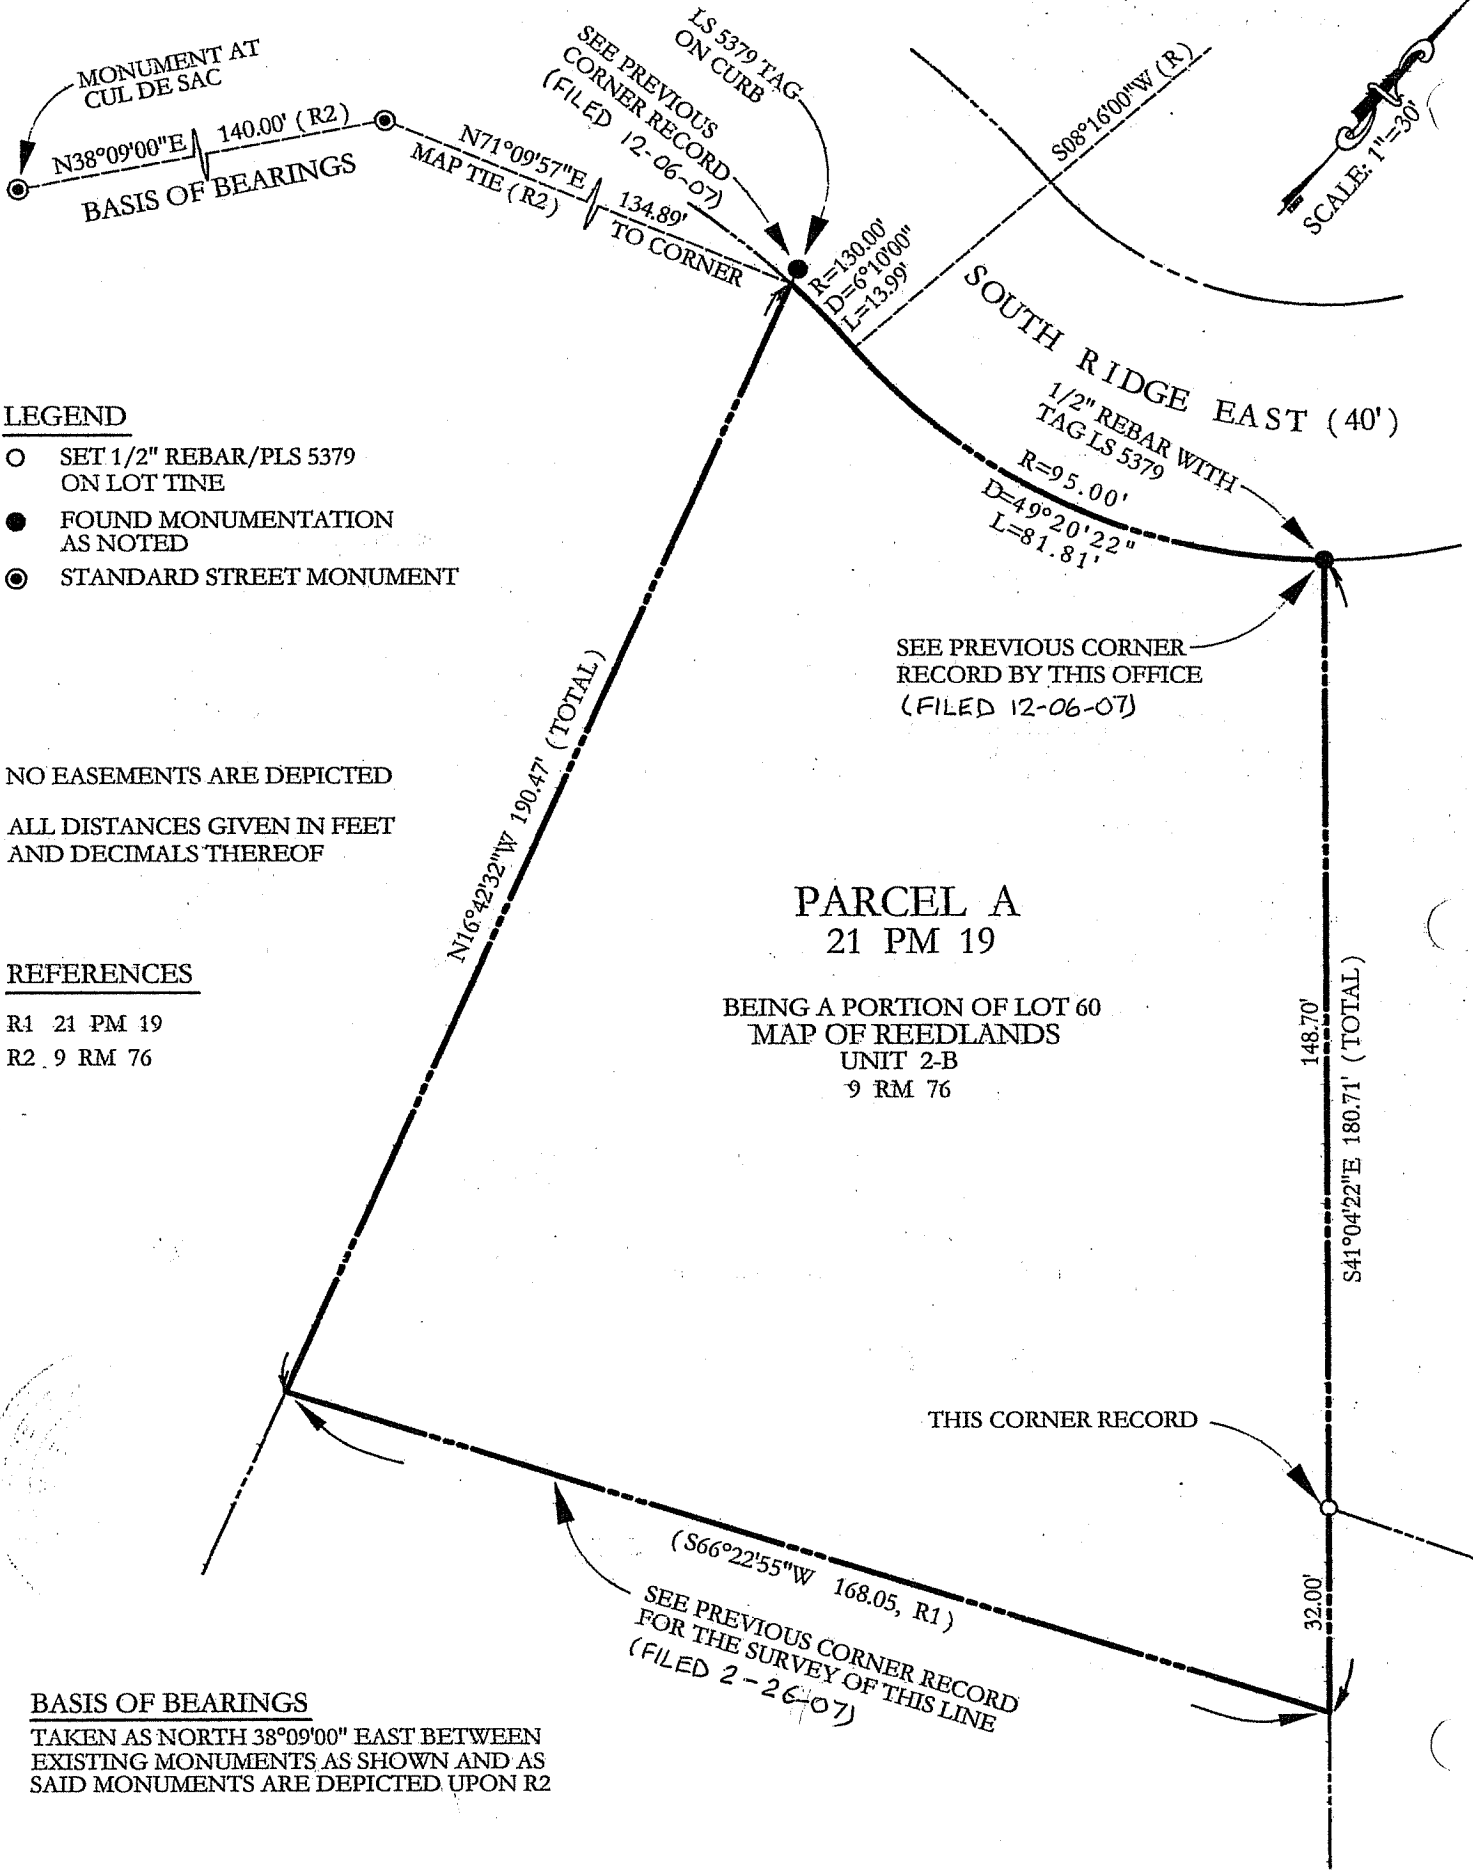 MONUMENT AT
CUL DE SAC
N38°09'00"E 140.00' (R2)
BASIS OF BEARINGS
N71°09'57"E 134.89'
MAP TIE (R2) TO CORNER
SEE PREVIOUS
CORNER RECORD
(FILED 12-06-07)
LS 5379 TAG
ON CURB
S08°16'00"W (R)
SCALE: 1"=30'
R=130.00'
D=6°10'00"
L=13.99'
SOUTH RIDGE EAST (40')
1/2" REBAR WITH
TAG LS 5379
R=95.00'
D=49°20'22"
L=81.81'
LEGEND
SET 1/2" REBAR/PLS 5379
ON LOT TINE
FOUND MONUMENTATION
AS NOTED
STANDARD STREET MONUMENT
SEE PREVIOUS CORNER
RECORD BY THIS OFFICE
(FILED 12-06-07)
N16°42'32"W 190.47' (TOTAL)
NO EASEMENTS ARE DEPICTED
ALL DISTANCES GIVEN IN FEET
AND DECIMALS THEREOF
PARCEL A
21 PM 19
BEING A PORTION OF LOT 60
MAP OF REEDLANDS
UNIT 2-B
9 RM 76
REFERENCES
R1 21 PM 19
R2 9 RM 76
148.70'
S41°04'22"E 180.71' (TOTAL)
THIS CORNER RECORD
32.00'
(S66°22'55"W 168.05, R1)
SEE PREVIOUS CORNER RECORD
FOR THE SURVEY OF THIS LINE
(FILED 2-26-07)
BASIS OF BEARINGS
TAKEN AS NORTH 38°09'00" EAST BETWEEN
EXISTING MONUMENTS AS SHOWN AND AS
SAID MONUMENTS ARE DEPICTED UPON R2